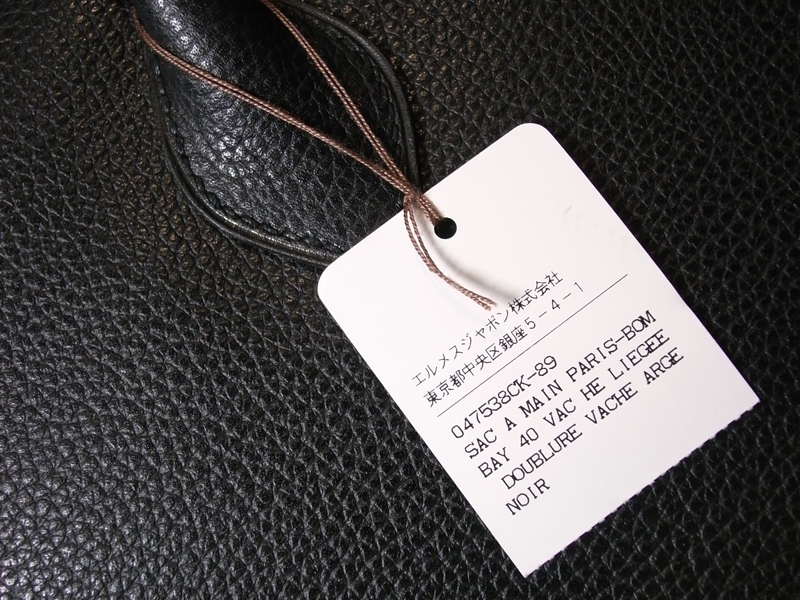 エルメスジャポン株式会社
東京都中央区銀座5-4-1
047538CK-89
SAC A MAIN PARIS-BOM
BAY 40 VAC HE LIEGEE
DOUBLURE VACHE ARGE
NOIR